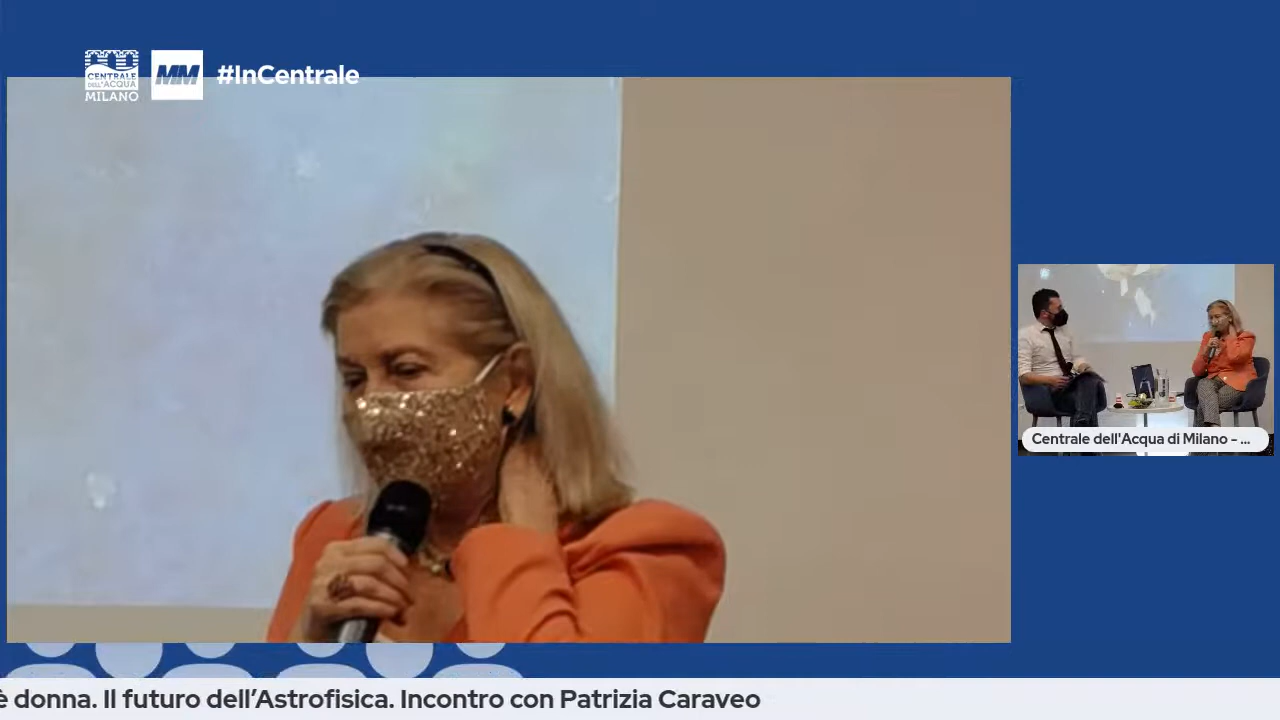 CENTRALE
DELL'ACQUA
MILANO
MM
#InCentrale
Centrale dell'Acqua di Milano - ...
è donna. Il futuro dell’Astrofisica. Incontro con Patrizia Caraveo